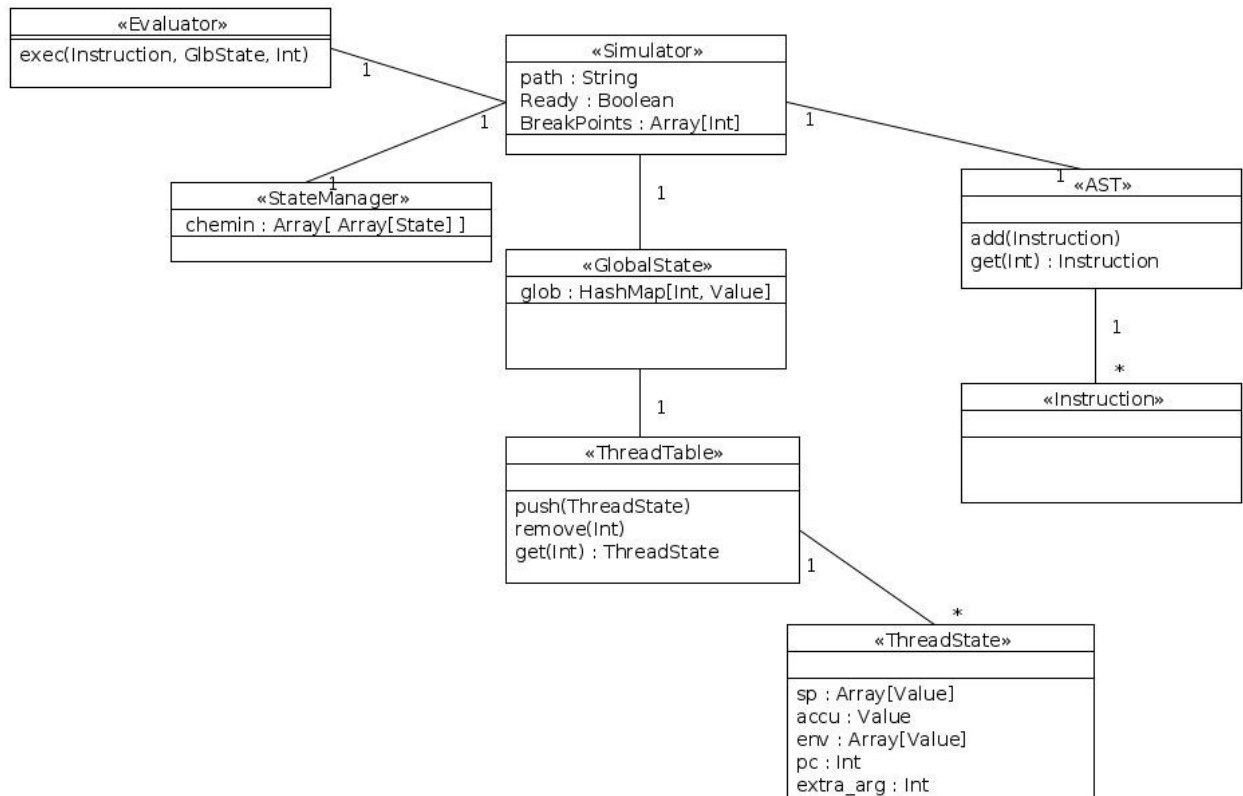 «Evaluator»
exec(Instruction, GlbState, Int)
1
«Simulator»
path : String
Ready : Boolean
BreakPoints : Array[Int]
1
1
«StateManager»
1
chemin : Array[ Array[State] ]
1
1
«AST»
add(Instruction)
get(Int) : Instruction
1
«GlobalState»
glob : HashMap[Int, Value]
1
*
«Instruction»
1
«ThreadTable»
push(ThreadState)
remove(Int)
get(Int) : ThreadState
1
*
«ThreadState»
sp : Array[Value]
accu : Value
env : Array[Value]
pc : Int
extra_arg : Int